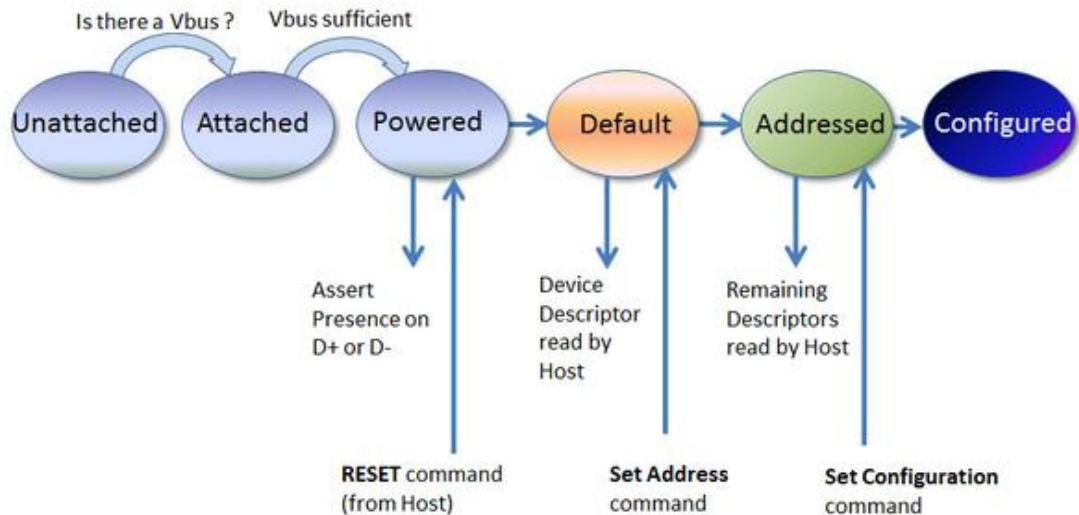 Is there a Vbus ?
Vbus sufficient
Unattached
Attached
Powered
Default
Addressed
Configured
Assert
Presence on
D+ or D-
Device
Descriptor
read by
Host
Remaining
Descriptors
read by Host
RESET command
(from Host)
Set Address
command
Set Configuration
command